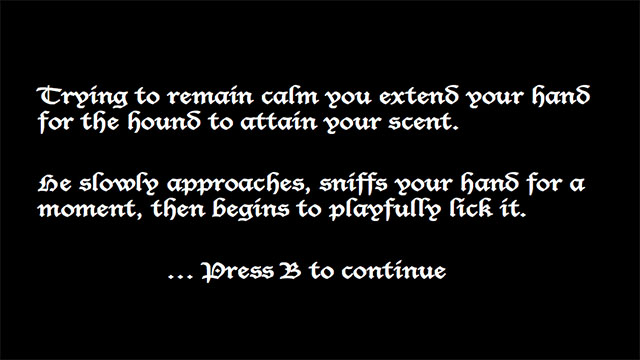 Trying to remain calm you extend your hand
for the hound to attain your scent.
He slowly approaches, sniffs your hand for a
moment, then begins to playfully lick it.
... Press B to continue